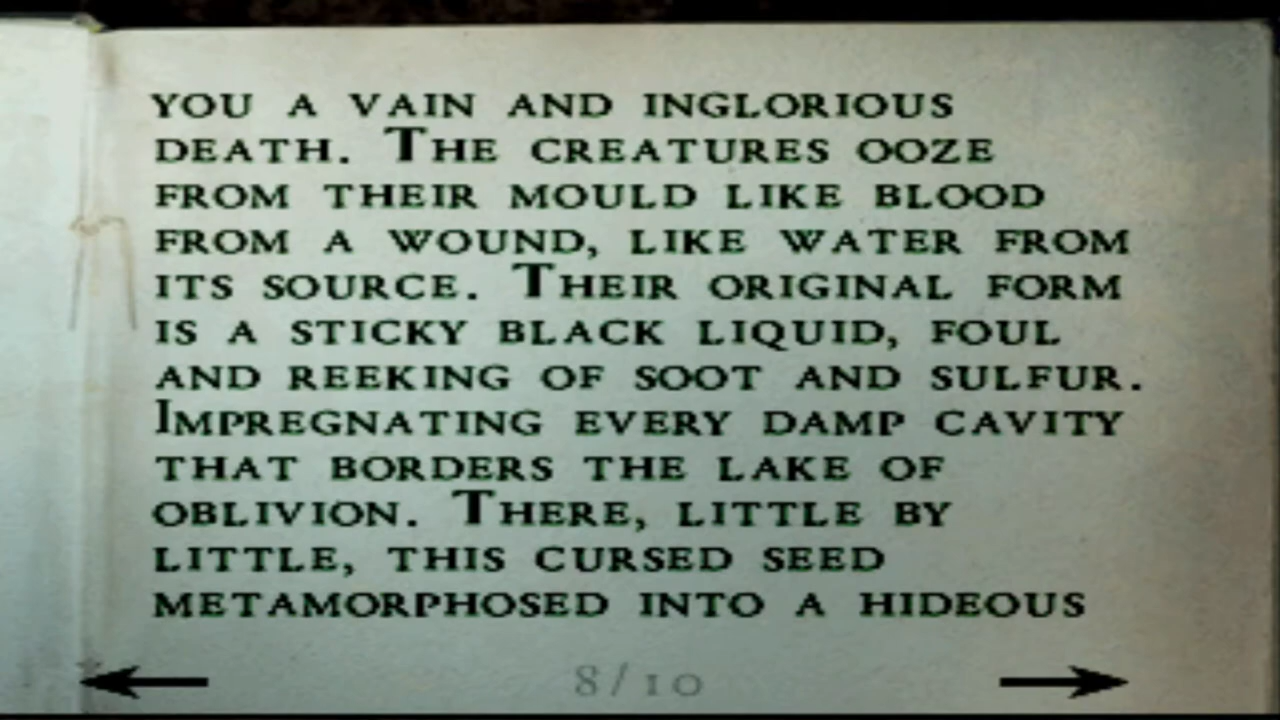 YOU A VAIN AND INGLORIOUS
DEATH. THE CREATURES OOZE
FROM THEIR MOULD LIKE BLOOD
FROM A WOUND, LIKE WATER FROM
ITS SOURCE. THEIR ORIGINAL FORM
IS A STICKY BLACK LIQUID, FOUL
AND REEKING OF SOOT AND SULFUR.
IMPREGNATING EVERY DAMP CAVITY
THAT BORDERS THE LAKE OF
OBLIVION. THERE, LITTLE BY
LITTLE, THIS CURSED SEED
METAMORPHOSED INTO A HIDEOUS
8/10